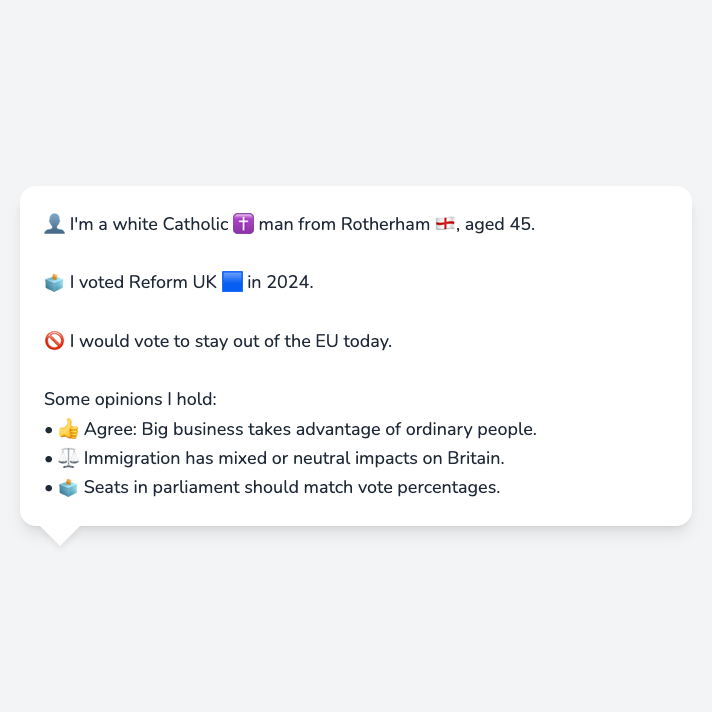 👤 I'm a white Catholic ✝️ man from Rotherham 🏴󠁧󠁢󠁥󠁮󠁧󠁿, aged 45.
🗳️ I voted Reform UK 🟦 in 2024.
🚫 I would vote to stay out of the EU today.
Some opinions I hold:
• 👍 Agree: Big business takes advantage of ordinary people.
• ⚖️ Immigration has mixed or neutral impacts on Britain.
• 🗳️ Seats in parliament should match vote percentages.